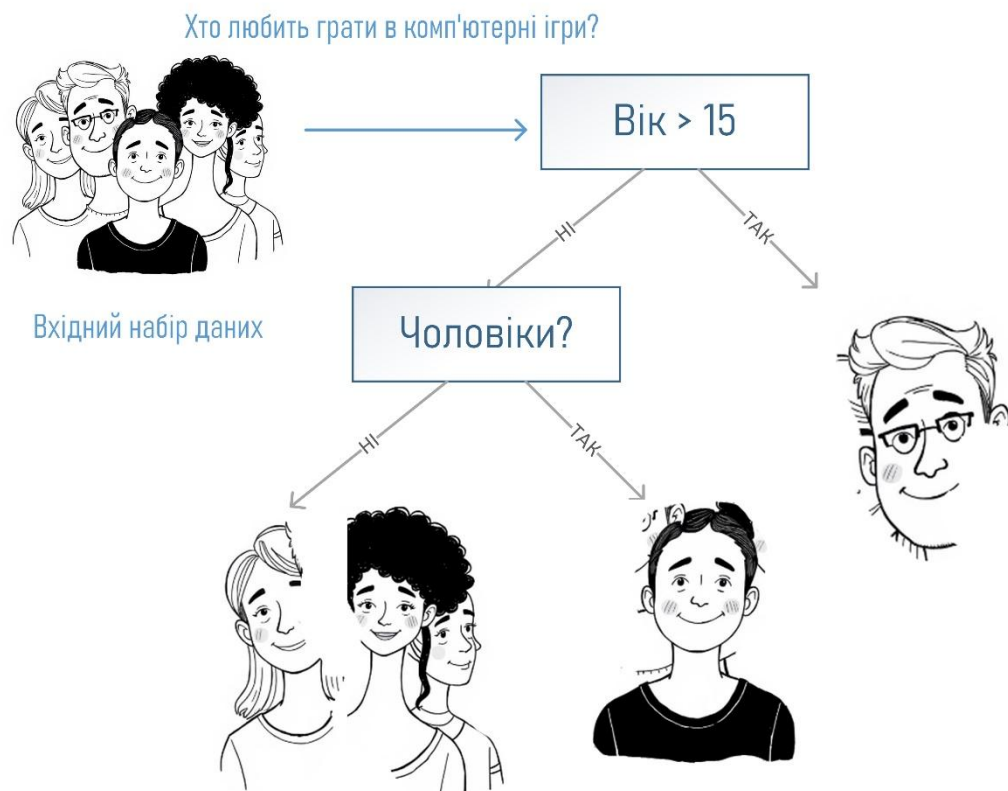 Хто любить грати в комп'ютерні ігри?
Вік > 15
НІ
ТАК
Вхідний набір даних
Чоловіки?
НІ
ТАК